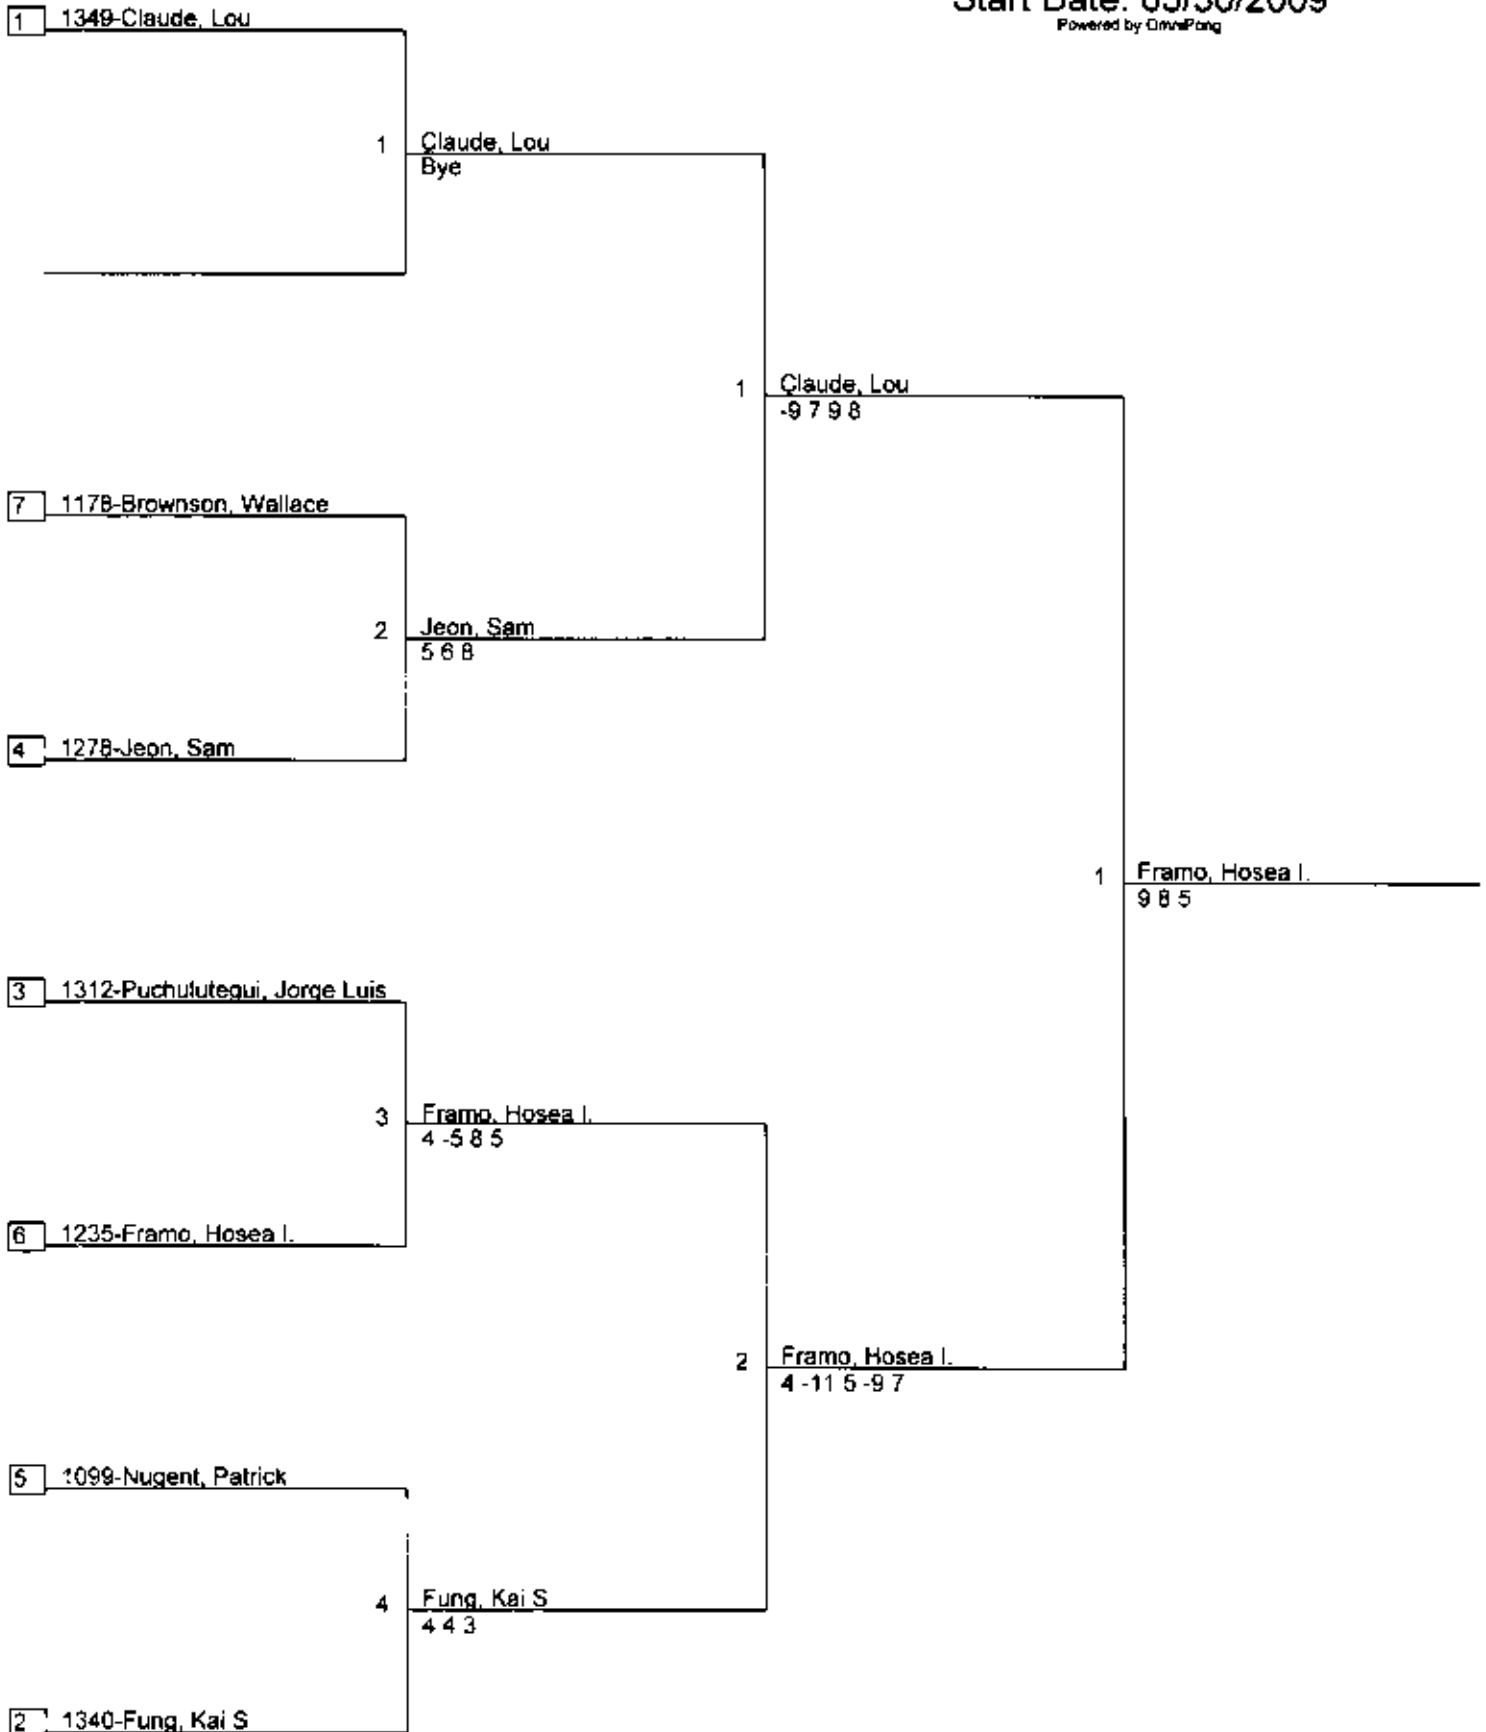 Start Date: 05/30/2009
Powered by OmniPong
1 1349-Claude, Lou
1 Claude, Lou
Bye
1 Claude, Lou
-9 7 9 8
7 1178-Brownson, Wallace
2 Jeon, Sam
5 6 8
4 1278-Jeon, Sam
1 Framo, Hosea I.
9 8 5
3 1312-Puchulutegui, Jorge Luis
3 Framo, Hosea I.
4 -5 8 5
6 1235-Framo, Hosea I.
2 Framo, Hosea I.
4 -11 5 -9 7
5 1099-Nugent, Patrick
4 Fung, Kai S
4 4 3
2 1340-Fung, Kai S